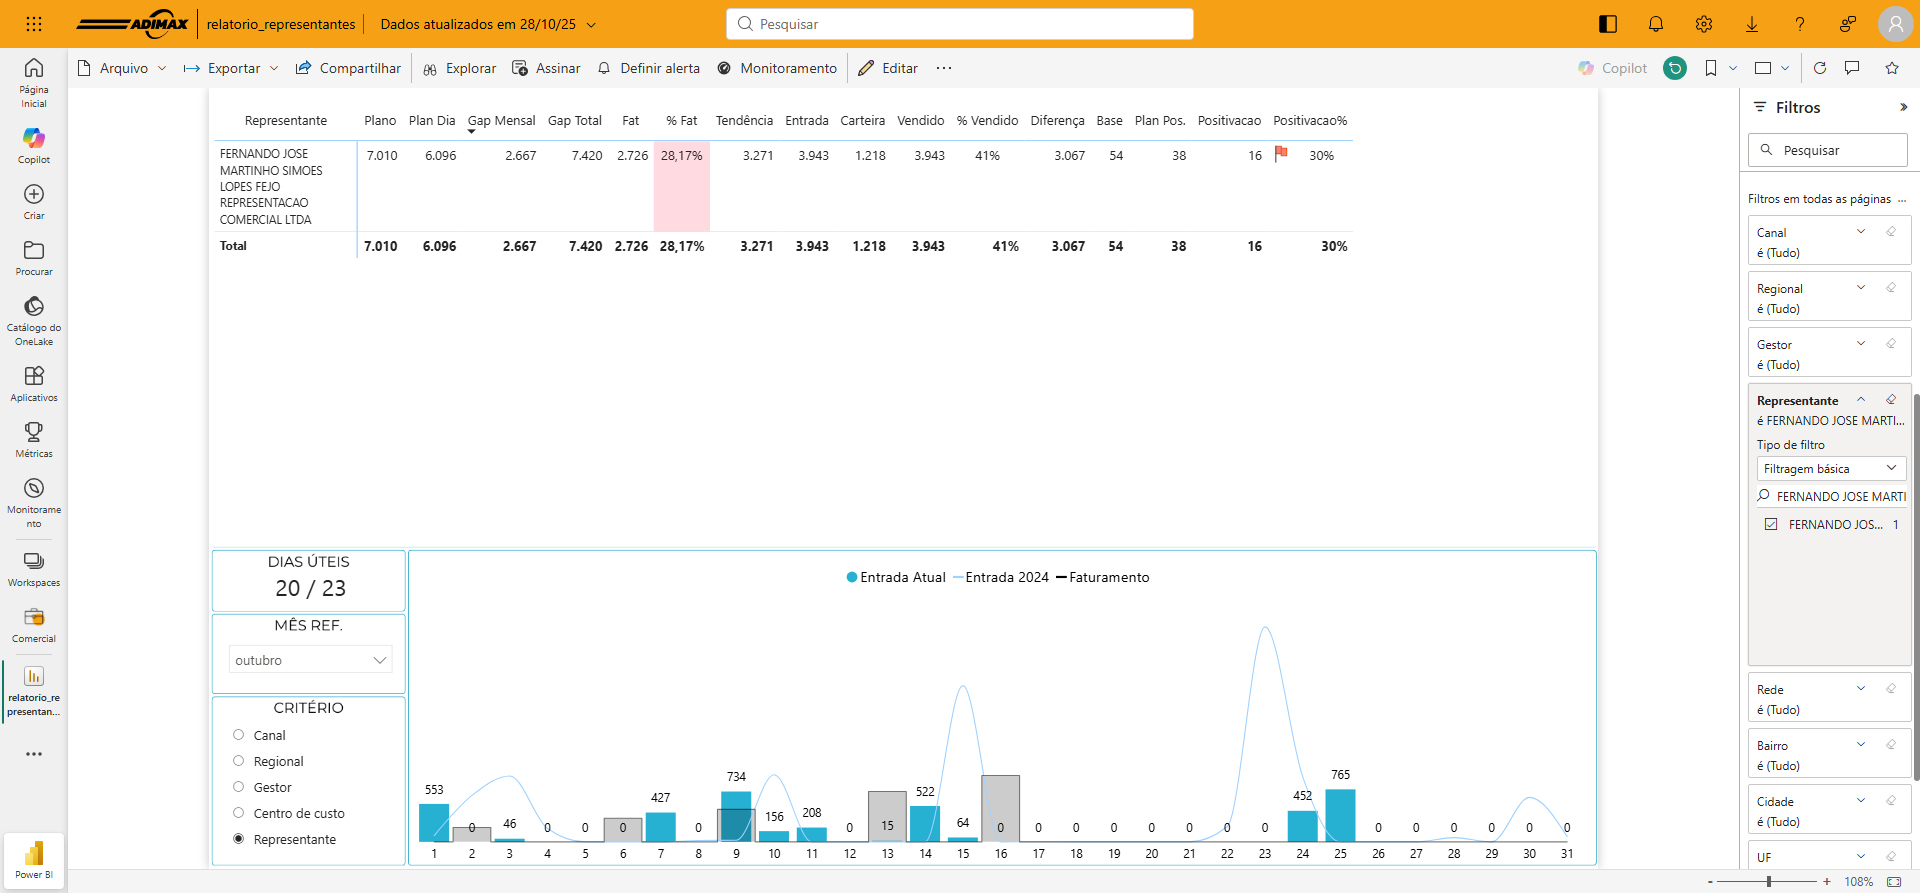 ADIMAX
relatorio_representantes
Dados atualizados em 28/10/25
Pesquisar
Arquivo
Exportar
Compartilhar
Explorar
Assinar
Definir alerta
Monitoramento
Editar
Copilot
Página
Inicial
Copilot
Criar
Procurar
Catálogo do
OneLake
Aplicativos
Métricas
Monitorame
nto
Workspaces
Comercial
relatorio_re
presentan...
Power BI
Representante Plano Plan Dia Gap Mensal Gap Total Fat % Fat Tendência Entrada Carteira Vendido % Vendido Diferença Base Plan Pos. Positivacao Positivacao%
FERNANDO JOSE 7.010 6.096 2.667 7.420 2.726 28,17% 3.271 3.943 1.218 3.943 41% 3.067 54 38 16 30%
MARTINHO SIMOES
LOPES FEJO
REPRESENTACAO
COMERCIAL LTDA
Total 7.010 6.096 2.667 7.420 2.726 28,17% 3.271 3.943 1.218 3.943 41% 3.067 54 38 16 30%
DIAS ÚTEIS
20 / 23
MÊS REF.
outubro
CRITÉRIO
Canal
Regional
Gestor
Centro de custo
Representante
Entrada Atual Entrada 2024 Faturamento
553 0 46 0 0 0 427 0 734 156 208 0 15 522 64 0 0 0 0 0 0 0 0 452 765 0 0 0 0 0 0
1 2 3 4 5 6 7 8 9 10 11 12 13 14 15 16 17 18 19 20 21 22 23 24 25 26 27 28 29 30 31
Filtros
Pesquisar
Filtros em todas as páginas ...
Canal
é (Tudo)
Regional
é (Tudo)
Gestor
é (Tudo)
Representante
é FERNANDO JOSE MARTI...
Tipo de filtro
Filtragem básica
FERNANDO JOSE MARTI
FERNANDO JOS... 1
Rede
é (Tudo)
Bairro
é (Tudo)
Cidade
é (Tudo)
UF
- + 108%